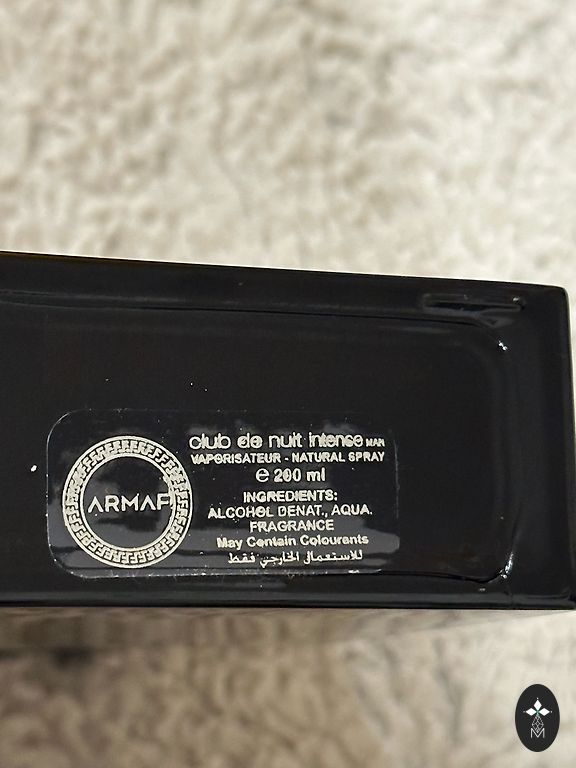 ARMAF
club de nuit intense MAN
VAPORISATEUR - NATURAL SPRAY
℮ 200 ml
INGREDIENTS:
ALCOHOL DENAT., AQUA.
FRAGRANCE
May Contain Colourants
للاستعمال الخارجي فقط
M